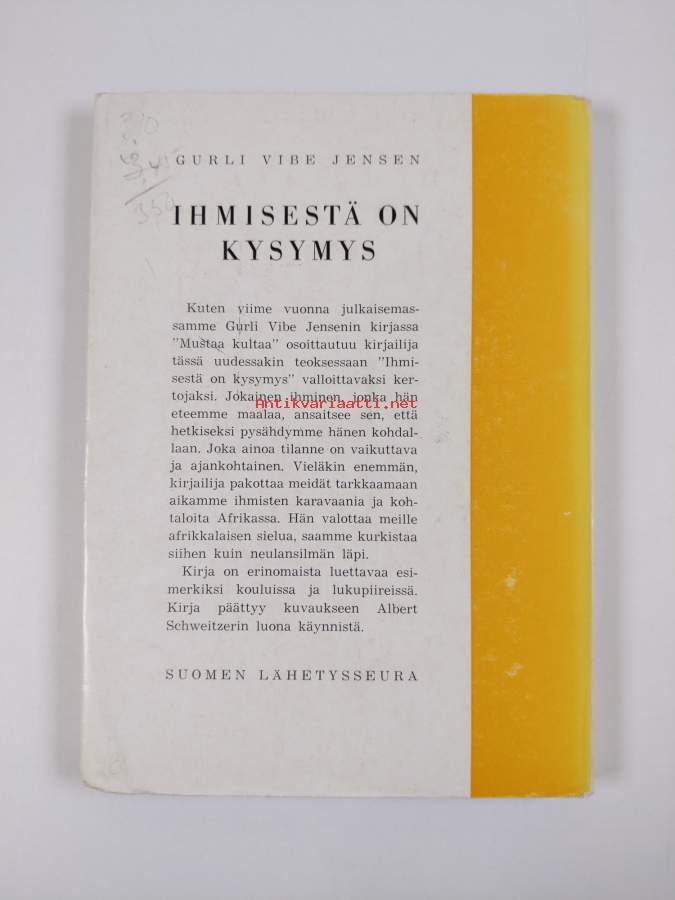 GURLI VIBE JENSEN
IHMISESTÄ ON
KYSYMYS
Kuten viime vuonna julkaisemas-
samme Gurli Vibe Jensenin kirjassa
"Mustaa kultaa" osoittautuu kirjailija
tässä uudessakin teoksessaan "Ihmi-
sestä on kysymys" valloittavaksi ker-
tojaksi. Jokainen ihminen, jonka hän
Antikvariaatti.net
eteemme maalaa, ansaitsee sen, että
hetkiseksi pysähdymme hänen kohdal-
laan. Joka ainoa tilanne on vaikuttava
ja ajankohtainen. Vieläkin enemmän,
kirjailija pakottaa meidät tarkkaamaan
aikamme ihmisten karavaania ja koh-
taloita Afrikassa. Hän valottaa meille
afrikkalaisen sielua, saamme kurkistaa
siihen kuin neulansilmän läpi.
Kirja on erinomaista luettavaa esi-
merkiksi kouluissa ja lukupiireissä.
Kirja päättyy kuvaukseen Albert
Schweitzerin luona käynnistä.
SUOMEN LÄHETYSSEURA